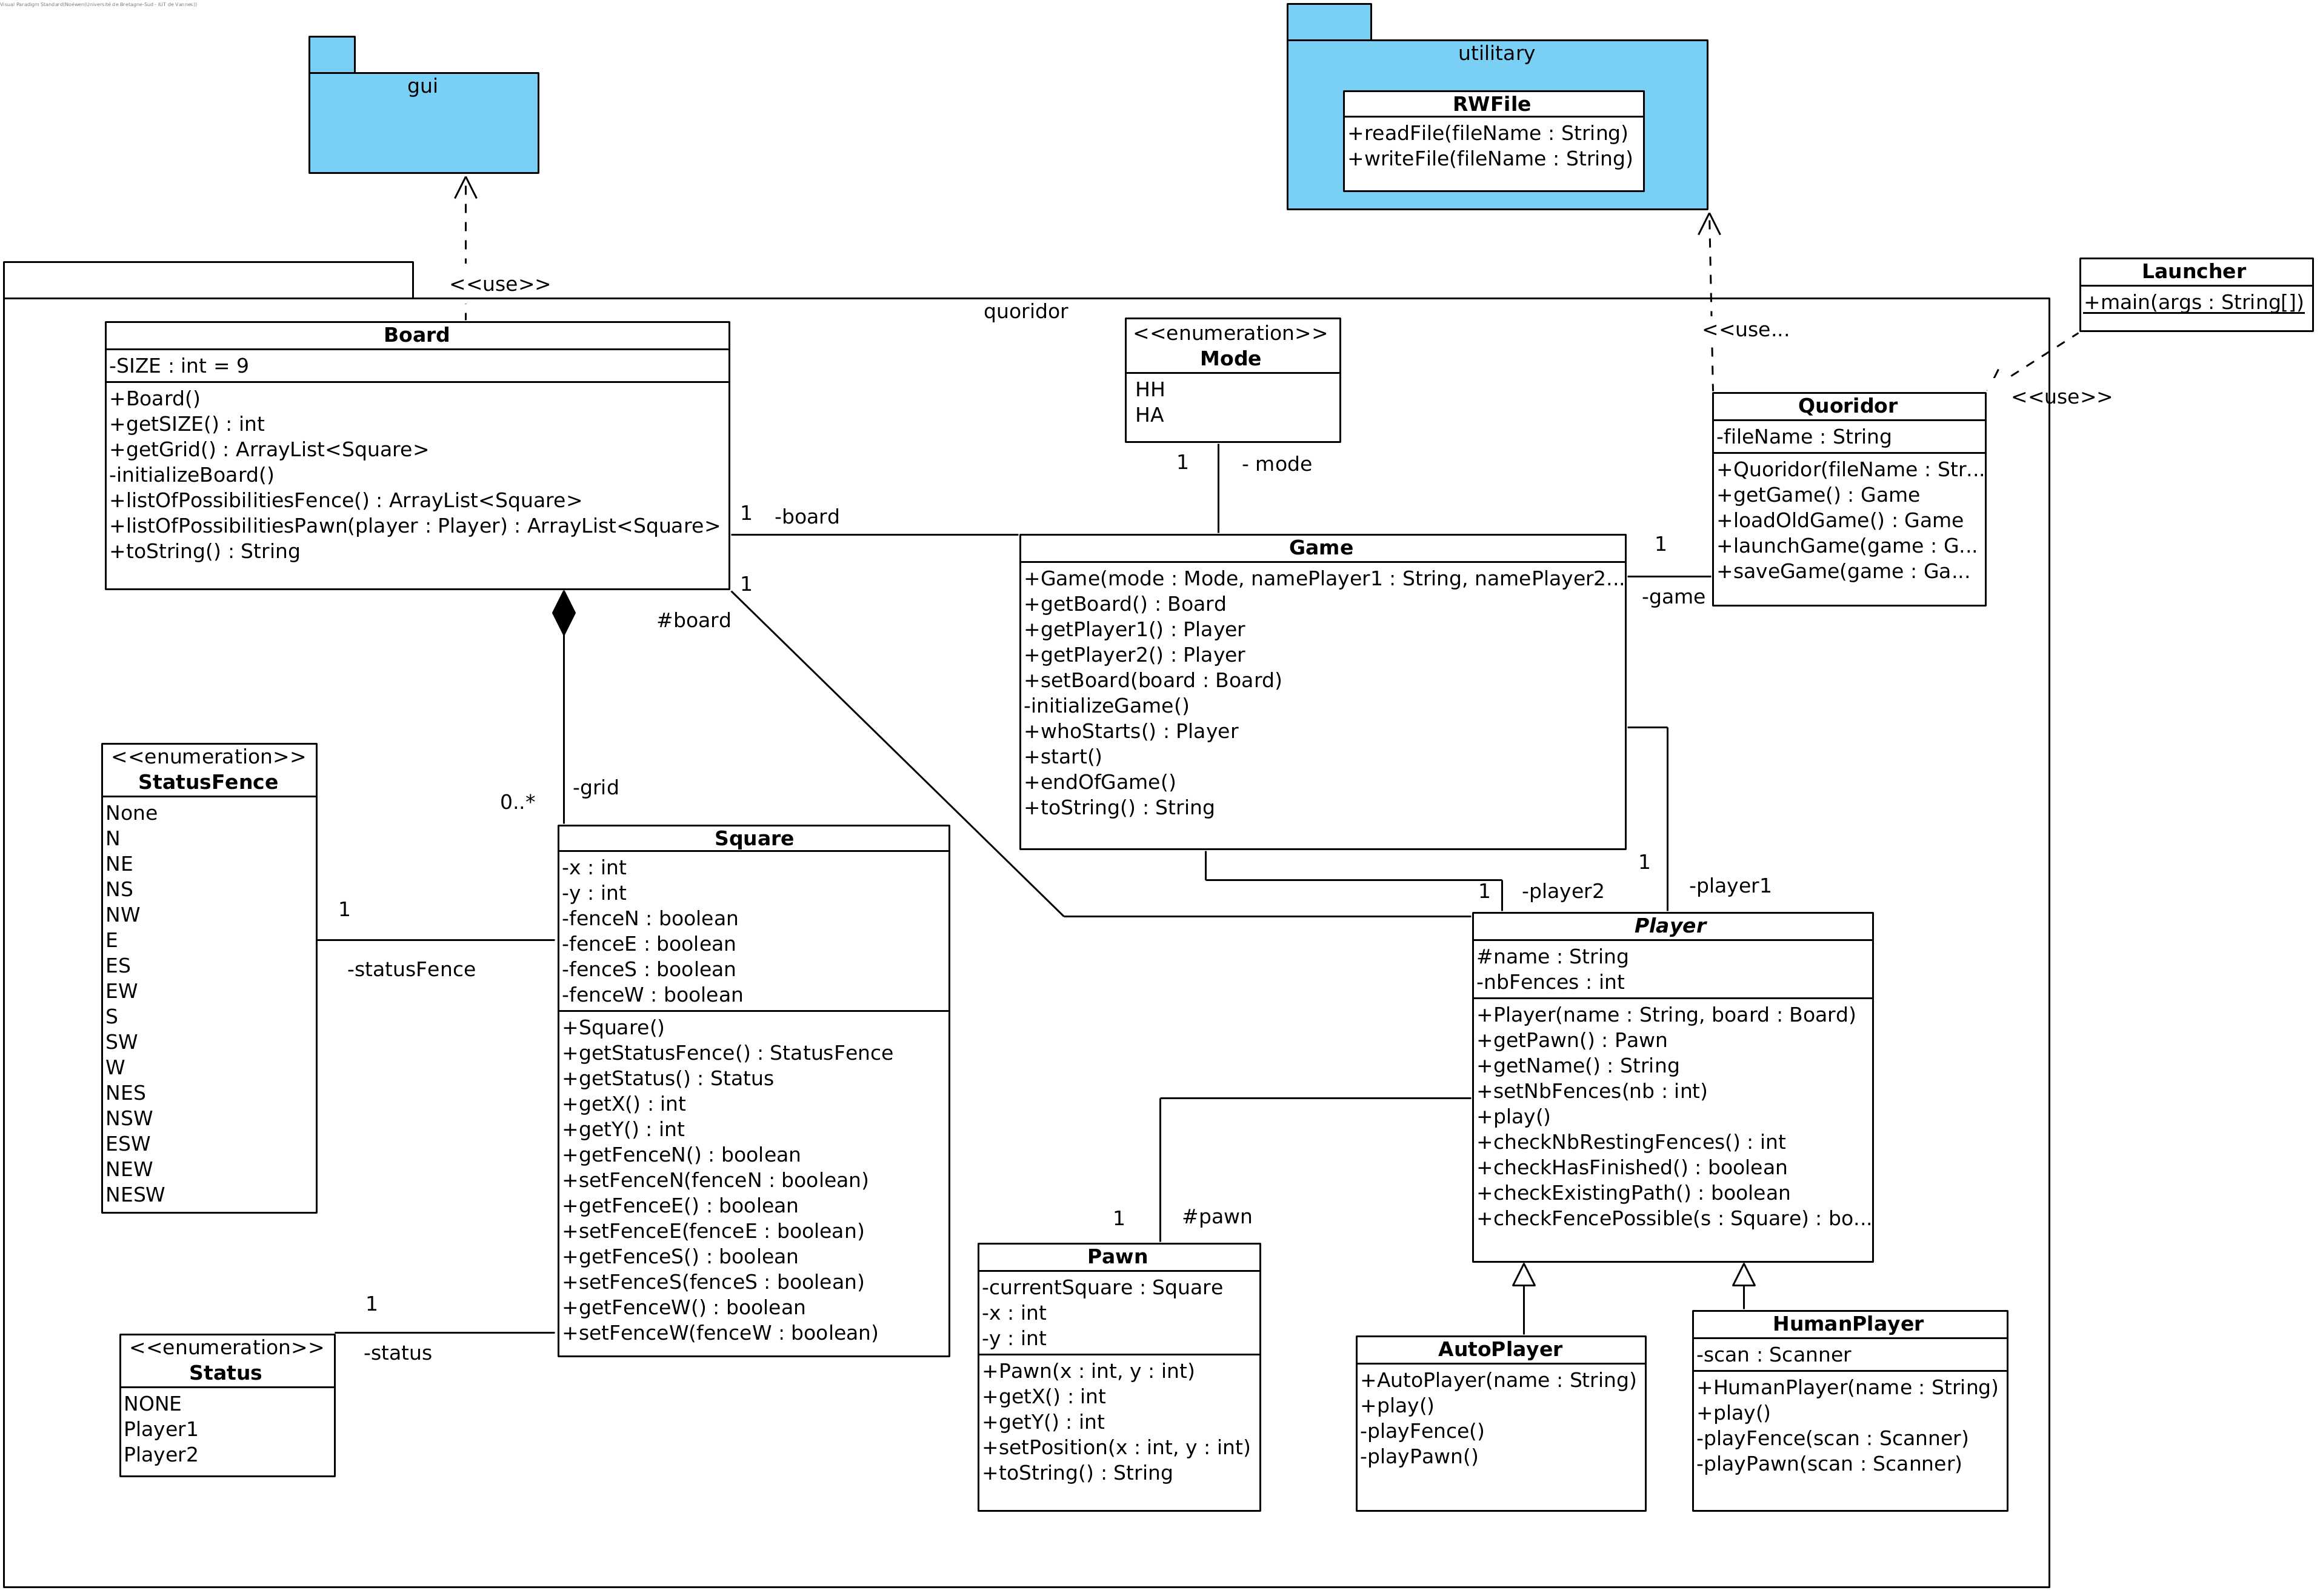 Visual Paradigm Standard(Noéwen(Université de Bretagne-Sud - IUT de Vannes))
gui
utilitary
RWFile
+readFile(fileName : String)
+writeFile(fileName : String)
<<use>>
quoridor
<<use...
Launcher
+main(args : String[])
<<use>>
Board
-SIZE : int = 9
+Board()
+getSIZE() : int
+getGrid() : ArrayList<Square>
-initializeBoard()
+listOfPossibilitiesFence() : ArrayList<Square>
+listOfPossibilitiesPawn(player : Player) : ArrayList<Square>
+toString() : String
<<enumeration>>
Mode
HH
HA
1
- mode
Quoridor
-fileName : String
+Quoridor(fileName : Str...
+getGame() : Game
+loadOldGame() : Game
+launchGame(game : G...
+saveGame(game : Ga...
1
-board
1
#board
1
-game
Game
+Game(mode : Mode, namePlayer1 : String, namePlayer2...
+getBoard() : Board
+getPlayer1() : Player
+getPlayer2() : Player
+setBoard(board : Board)
-initializeGame()
+whoStarts() : Player
+start()
+endOfGame()
+toString() : String
-grid
0..*
<<enumeration>>
StatusFence
None
N
NE
NS
NW
E
ES
EW
S
SW
W
NES
NSW
ESW
NEW
NESW
1
-statusFence
Square
-x : int
-y : int
-fenceN : boolean
-fenceE : boolean
-fenceS : boolean
-fenceW : boolean
+Square()
+getStatusFence() : StatusFence
+getStatus() : Status
+getX() : int
+getY() : int
+getFenceN() : boolean
+setFenceN(fenceN : boolean)
+getFenceE() : boolean
+setFenceE(fenceE : boolean)
+getFenceS() : boolean
+setFenceS(fenceS : boolean)
+getFenceW() : boolean
+setFenceW(fenceW : boolean)
1
-player2
1
-player1
Player
#name : String
-nbFences : int
+Player(name : String, board : Board)
+getPawn() : Pawn
+getName() : String
+setNbFences(nb : int)
+play()
+checkNbRestingFences() : int
+checkHasFinished() : boolean
+checkExistingPath() : boolean
+checkFencePossible(s : Square) : bo...
1
#pawn
1
-status
<<enumeration>>
Status
NONE
Player1
Player2
Pawn
-currentSquare : Square
-x : int
-y : int
+Pawn(x : int, y : int)
+getX() : int
+getY() : int
+setPosition(x : int, y : int)
+toString() : String
AutoPlayer
+AutoPlayer(name : String)
+play()
-playFence()
-playPawn()
HumanPlayer
-scan : Scanner
+HumanPlayer(name : String)
+play()
-playFence(scan : Scanner)
-playPawn(scan : Scanner)